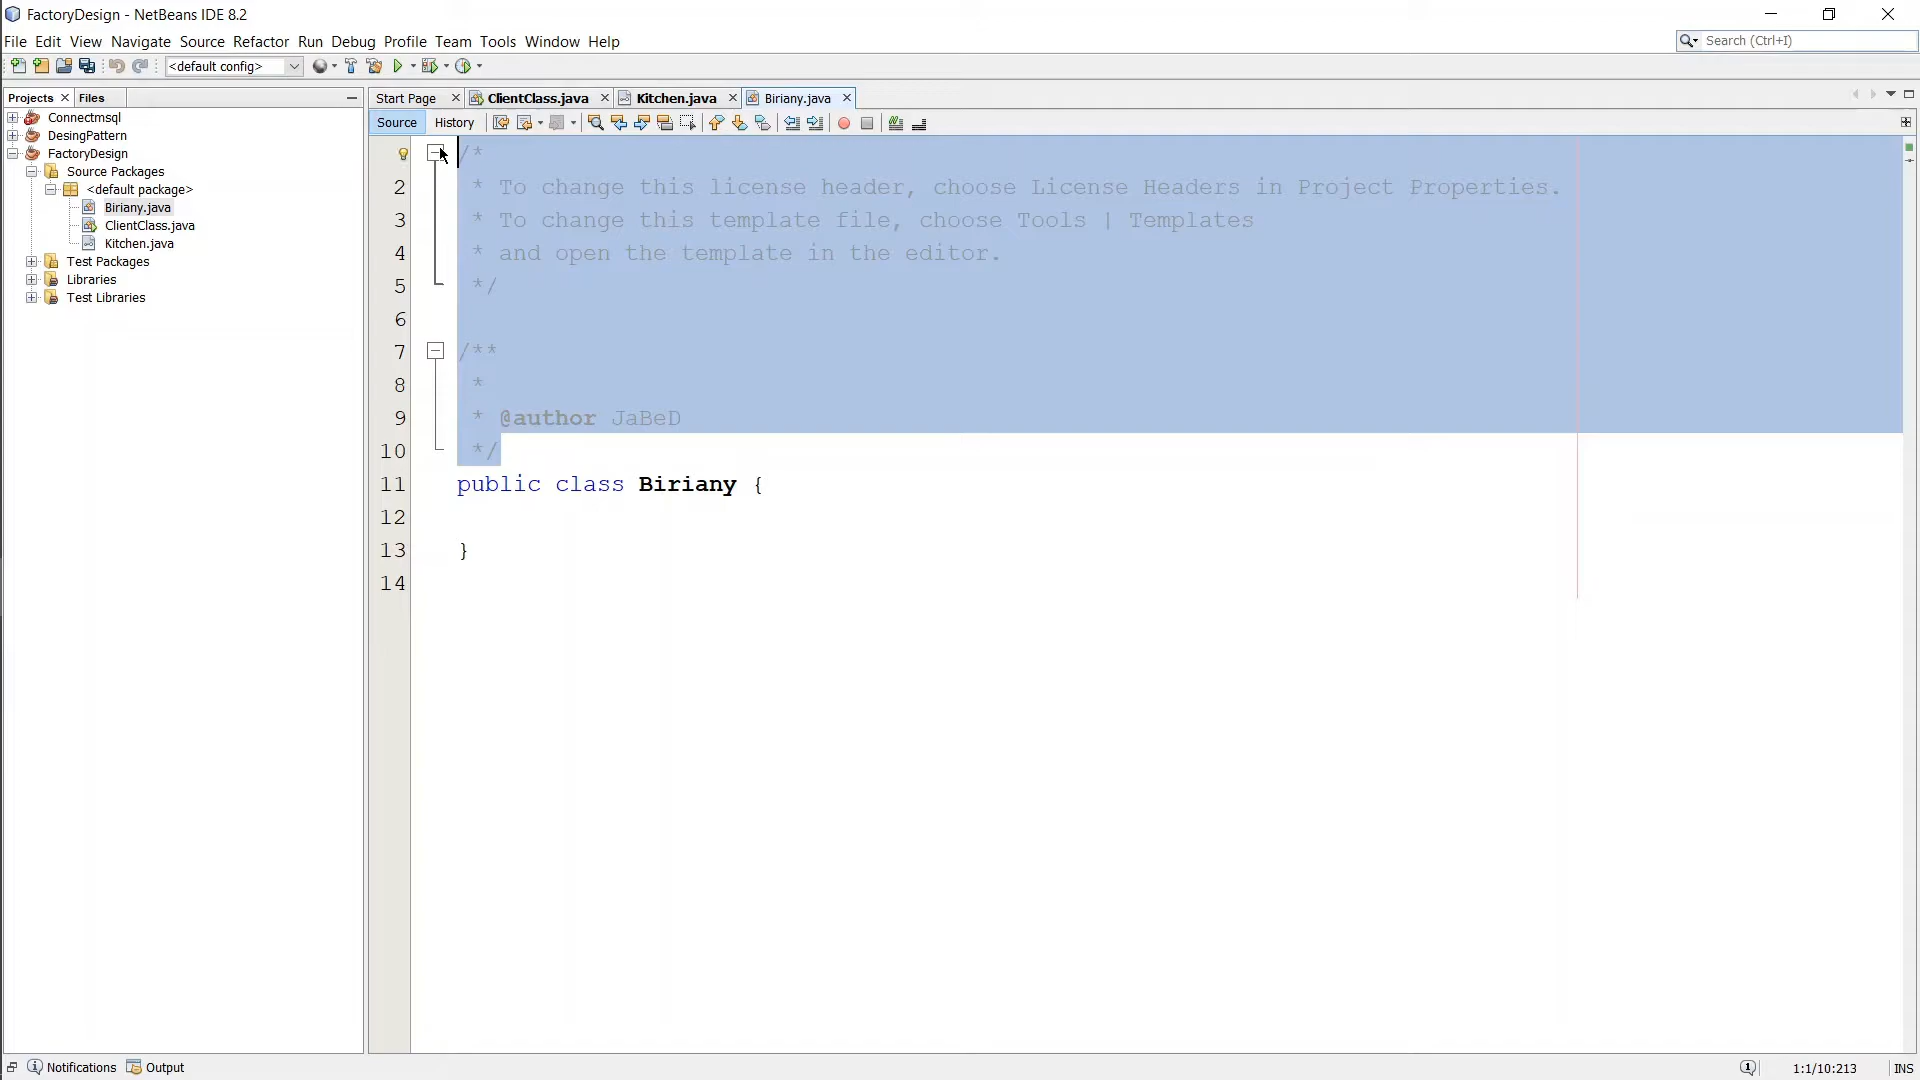 FactoryDesign - NetBeans IDE 8.2
File Edit View Navigate Source Refactor Run Debug Profile Team Tools Window Help
Search (Ctrl+I)
<default config>
Projects Files
Start Page ClientClass.java Kitchen.java Biriany.java
Source History
Connectmsql
DesingPattern
FactoryDesign
Source Packages
<default package>
Biriany.java
ClientClass.java
Kitchen.java
Test Packages
Libraries
Test Libraries
/*
2 * To change this license header, choose License Headers in Project Properties.
3 * To change this template file, choose Tools | Templates
4 * and open the template in the editor.
5 */
6
7 /**
8 *
9 * @author JaBeD
10 */
11 public class Biriany {
12
13 }
14
Notifications Output
1:1/10:213 INS